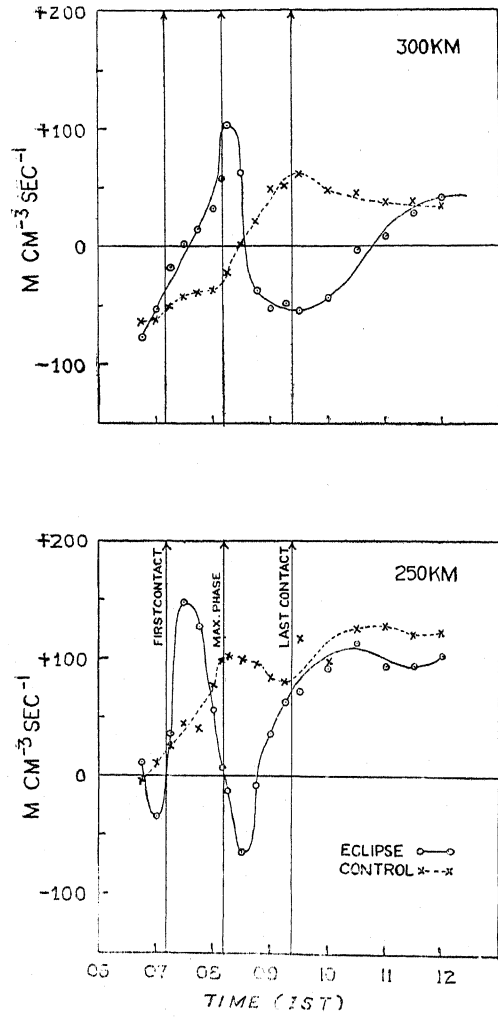 +200
300KM
+100
0
-100
M CM⁻³ SEC⁻¹
+200
FIRST CONTACT
MAX. PHASE
LAST CONTACT
250KM
+100
0
-100
M CM⁻³ SEC⁻¹
ECLIPSE
CONTROL
06 07 08 09 10 11 12
TIME (IST)